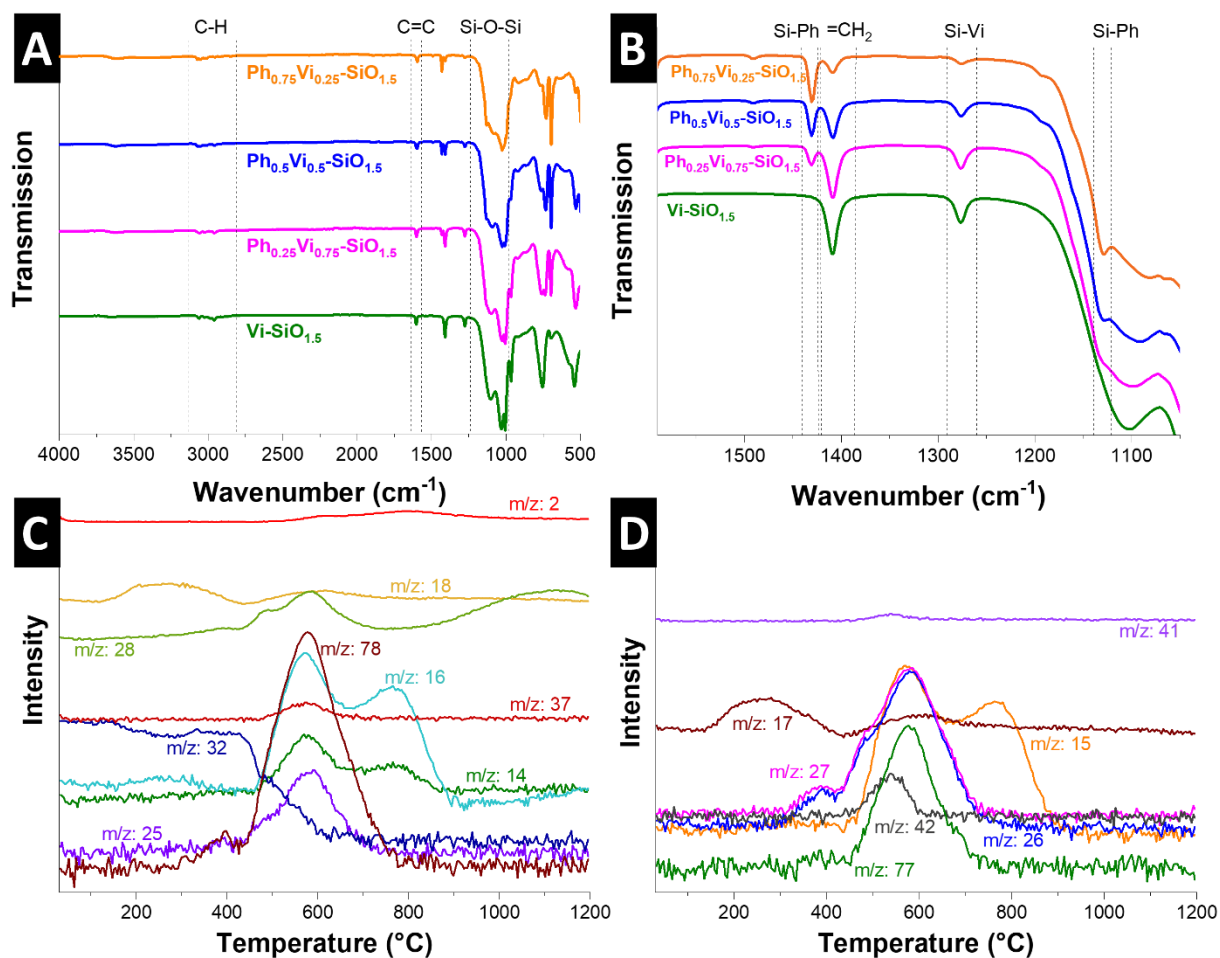 A
C-H
C=C
Si-O-Si
Ph0.75Vi0.25-SiO1.5
Ph0.5Vi0.5-SiO1.5
Ph0.25Vi0.75-SiO1.5
Vi-SiO1.5
Transmission
4000 3500 3000 2500 2000 1500 1000 500
Wavenumber (cm-1)
B
Si-Ph =CH2
Si-Vi
Si-Ph
Ph0.75Vi0.25-SiO1.5
Ph0.5Vi0.5-SiO1.5
Ph0.25Vi0.75-SiO1.5
Vi-SiO1.5
Transmission
1500 1400 1300 1200 1100
Wavenumber (cm-1)
C
m/z: 2
m/z: 18
m/z: 28
m/z: 78
m/z: 16
m/z: 37
m/z: 32
m/z: 14
m/z: 25
Intensity
200 400 600 800 1000 1200
Temperature (°C)
D
m/z: 41
m/z: 17
m/z: 15
m/z: 27
m/z: 42
m/z: 26
m/z: 77
Intensity
200 400 600 800 1000 1200
Temperature (°C)